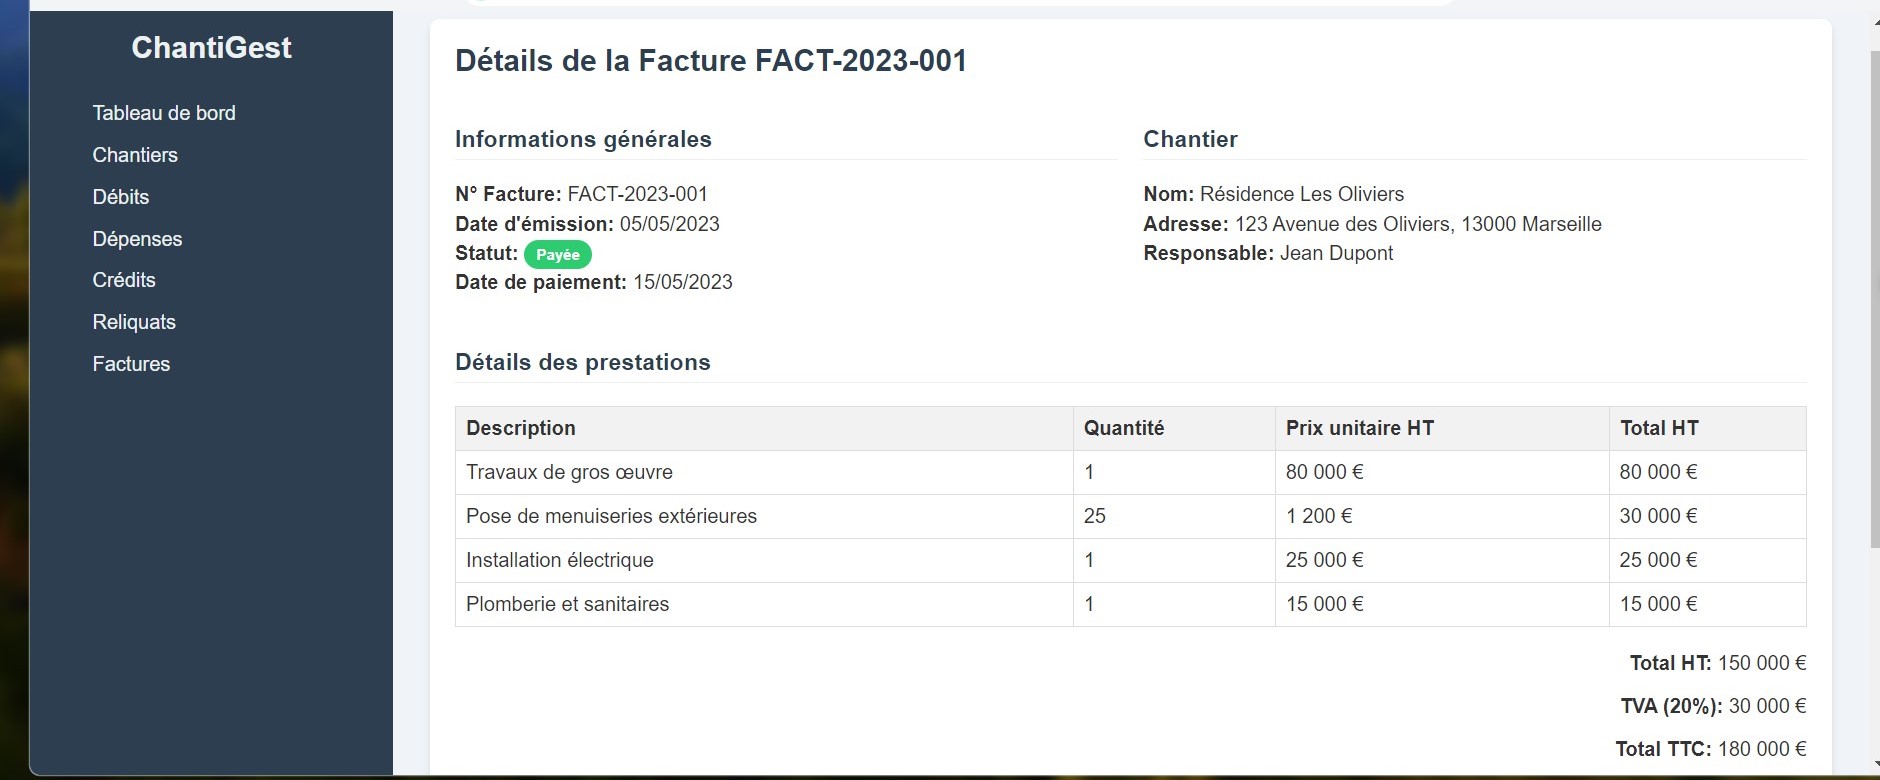 ChantiGest
Tableau de bord
Chantiers
Débits
Dépenses
Crédits
Reliquats
Factures
Détails de la Facture FACT-2023-001
Informations générales
N° Facture: FACT-2023-001
Date d'émission: 05/05/2023
Statut: Payée
Date de paiement: 15/05/2023
Chantier
Nom: Résidence Les Oliviers
Adresse: 123 Avenue des Oliviers, 13000 Marseille
Responsable: Jean Dupont
Détails des prestations
Description Quantité Prix unitaire HT Total HT
Travaux de gros œuvre 1 80 000 € 80 000 €
Pose de menuiseries extérieures 25 1 200 € 30 000 €
Installation électrique 1 25 000 € 25 000 €
Plomberie et sanitaires 1 15 000 € 15 000 €
Total HT: 150 000 €
TVA (20%): 30 000 €
Total TTC: 180 000 €